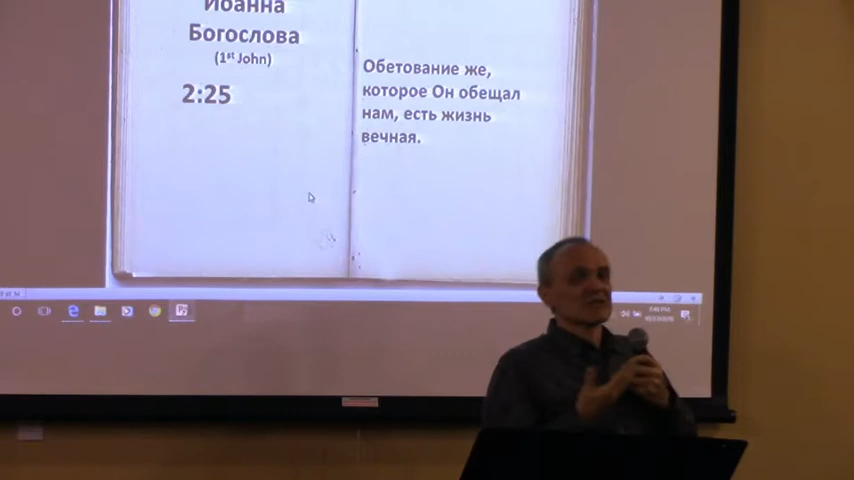 Иоанна
Богослова
(1st John)
2:25
Обетование же,
которое Он обещал
нам, есть жизнь
вечная.